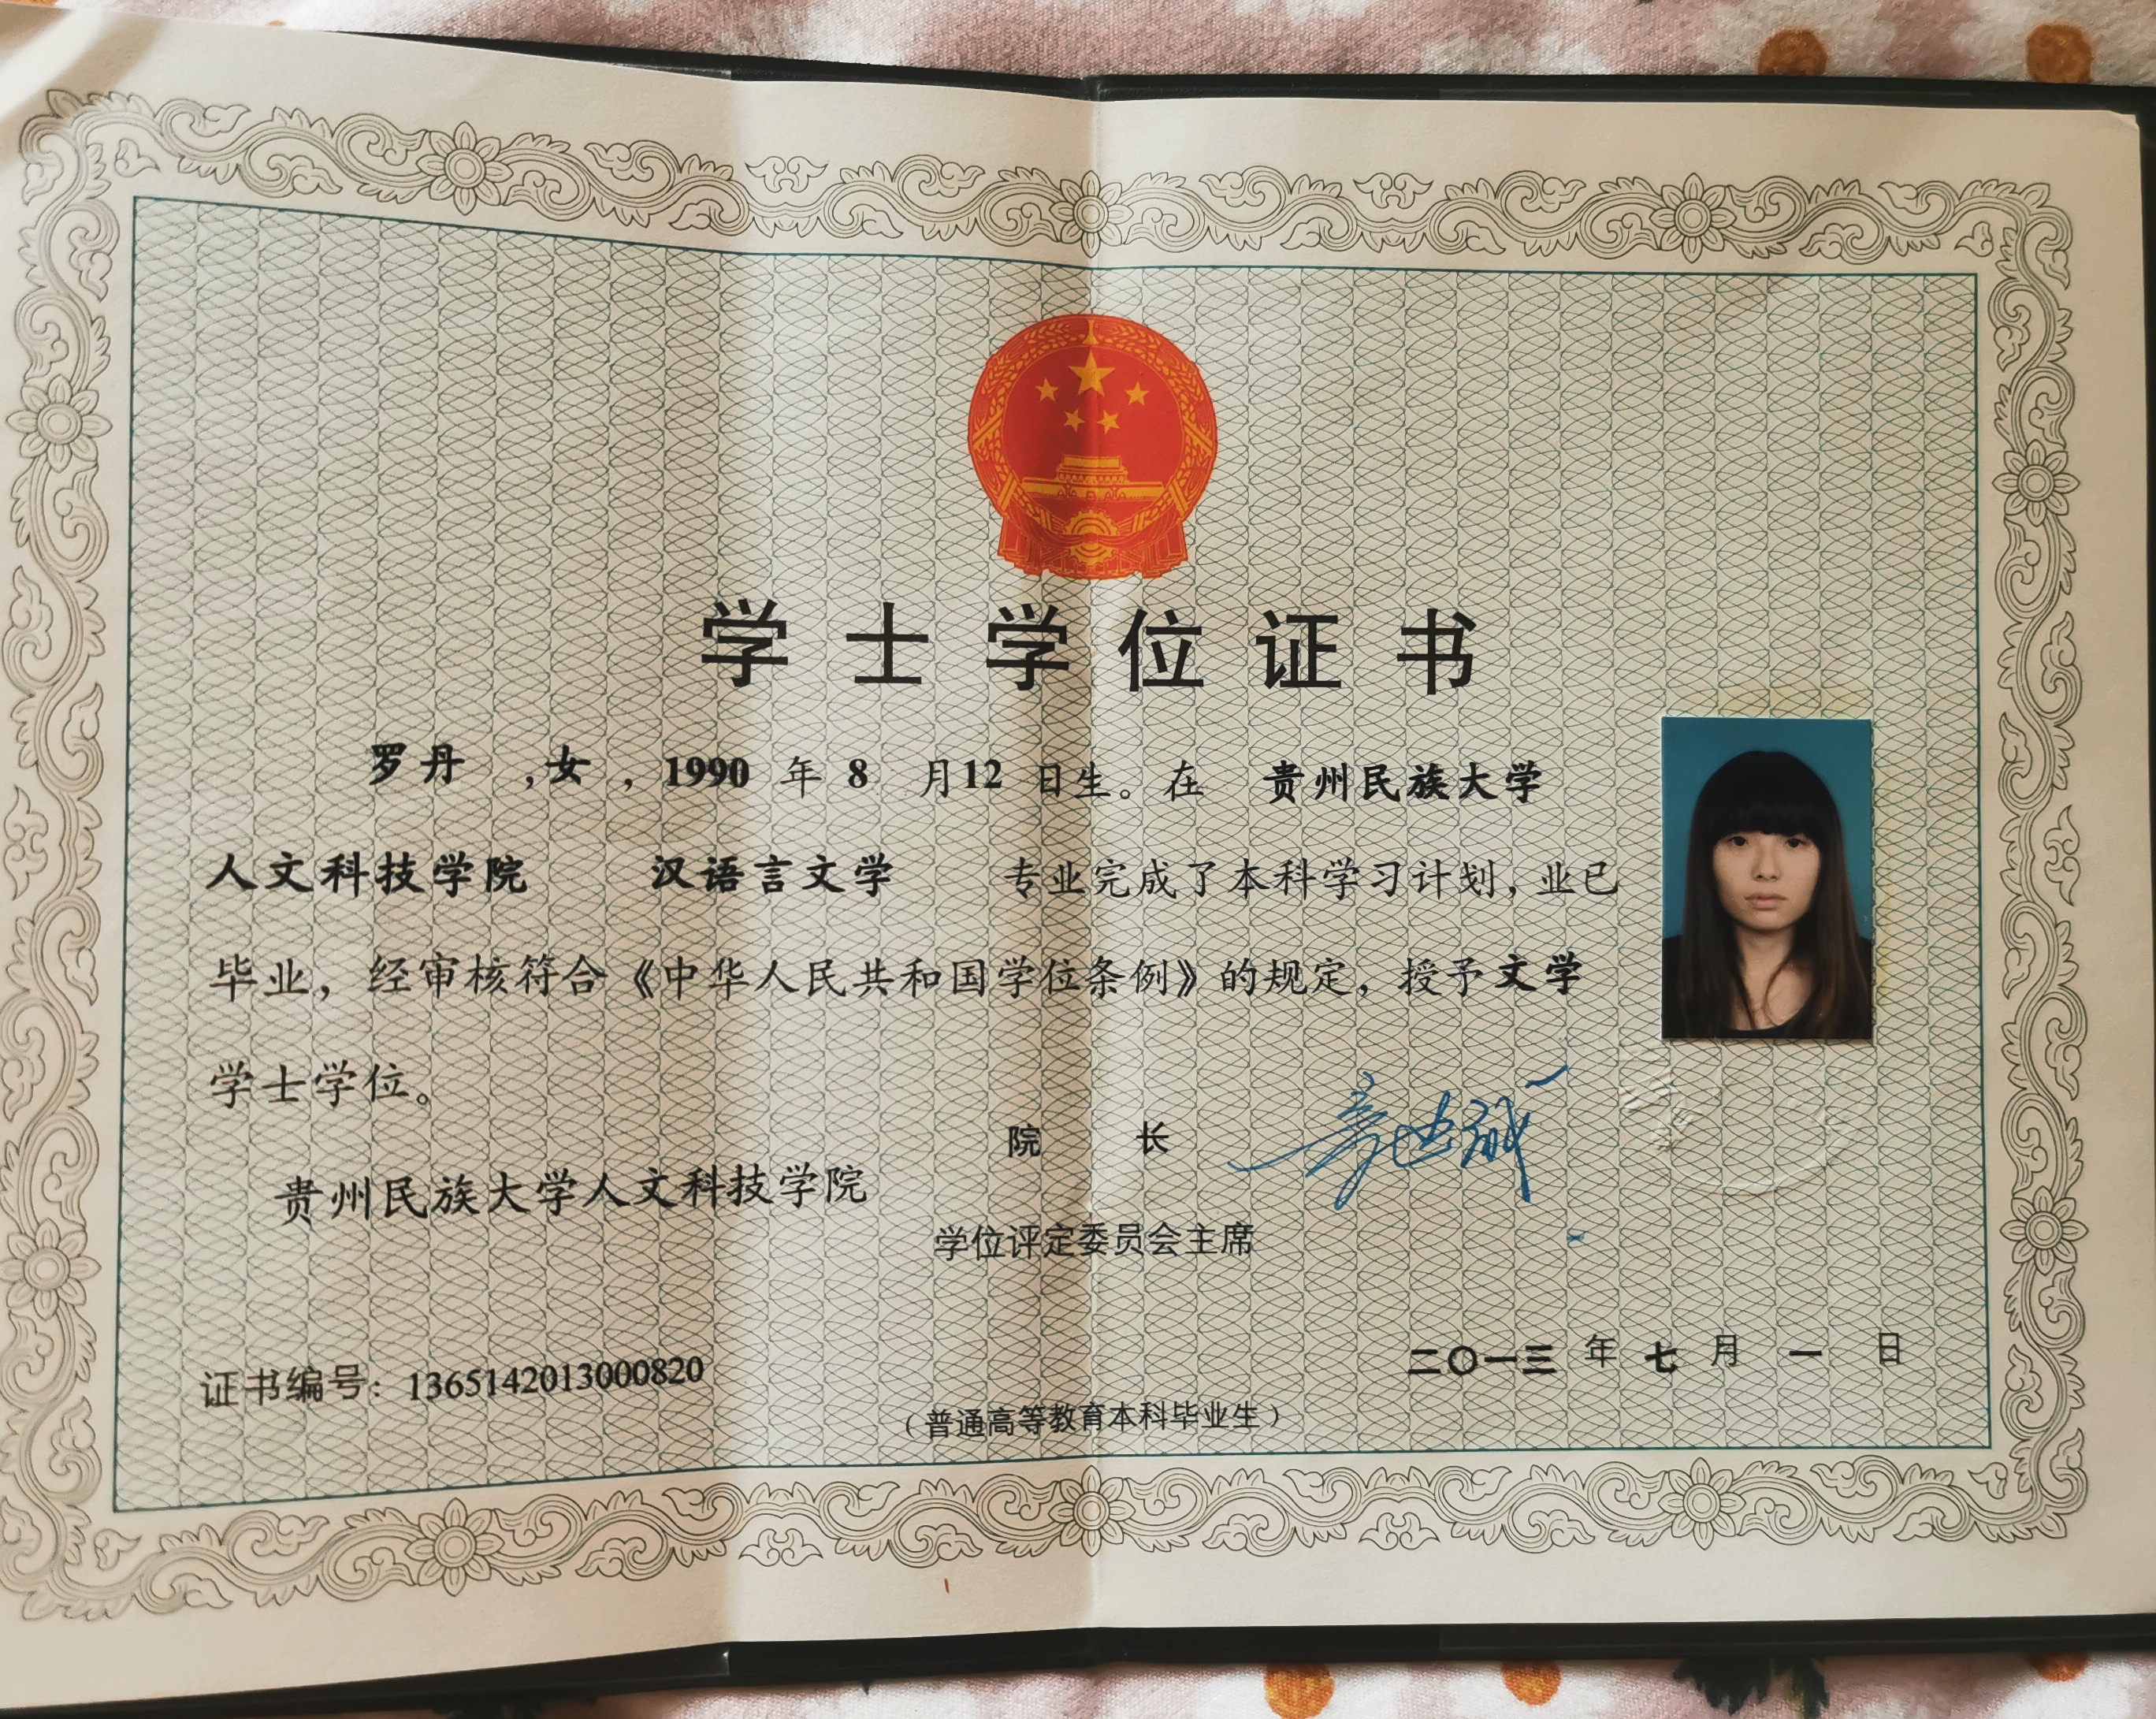 学士学位证书
罗丹 ,女 , 1990 年 8 月12 日生。在 贵州民族大学
人文科技学院 汉语言文学 专业完成了本科学习计划, 业已
毕业, 经审核符合《中华人民共和国学位条例》的规定, 授予文学
学士学位。
院 长
贵州民族大学人文科技学院
学位评定委员会主席
二〇一三 年 七 月 一 日
证书编号: 1365142013000820
(普通高等教育本科毕业生)